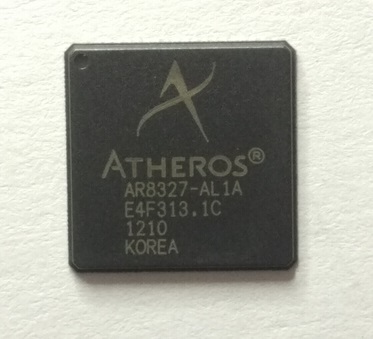 ATHEROS®
AR8327-AL1A
E4F313.1C
1210
KOREA